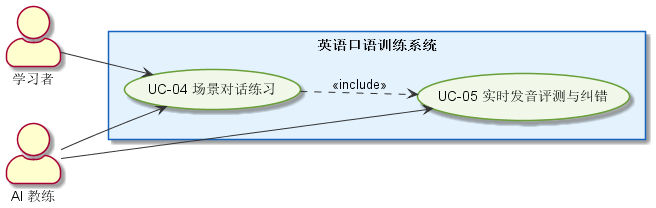 英语口语训练系统
学习者
UC-04 场景对话练习
«include»
UC-05 实时发音评测与纠错
AI 教练